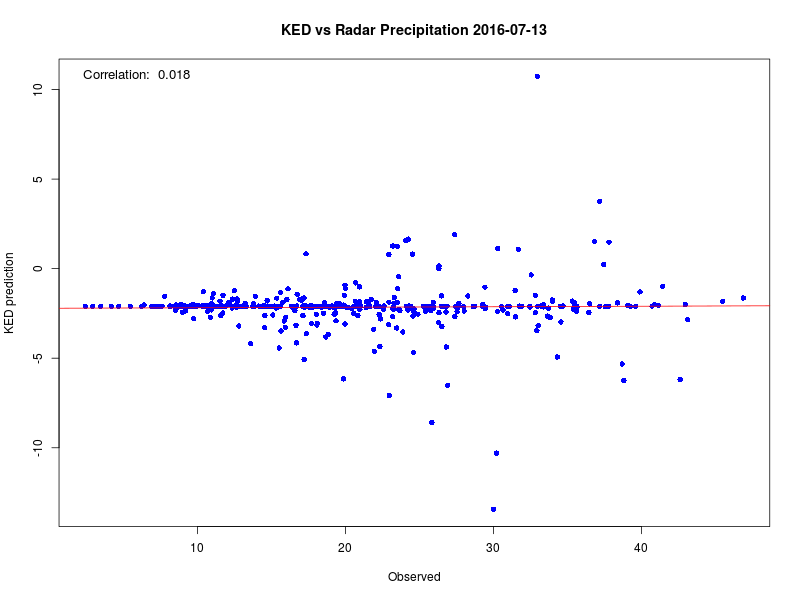 KED vs Radar Precipitation 2016-07-13
Correlation: 0.018
10
5
0
-5
-10
KED prediction
10 20 30 40
Observed